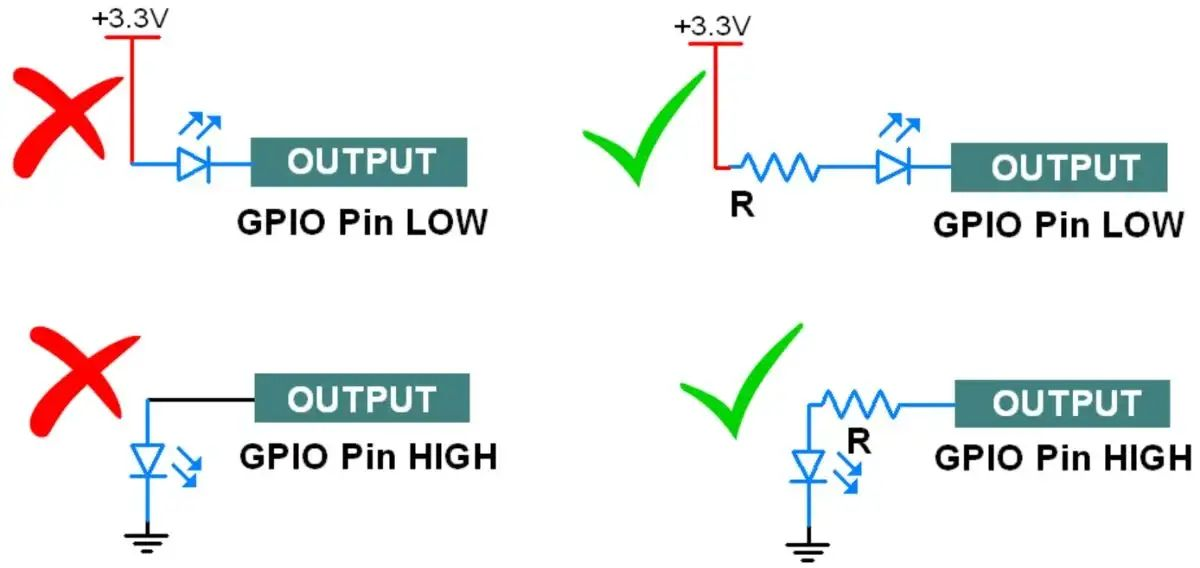 +3.3V
OUTPUT
GPIO Pin LOW
+3.3V
R
OUTPUT
GPIO Pin LOW
OUTPUT
GPIO Pin HIGH
R
OUTPUT
GPIO Pin HIGH